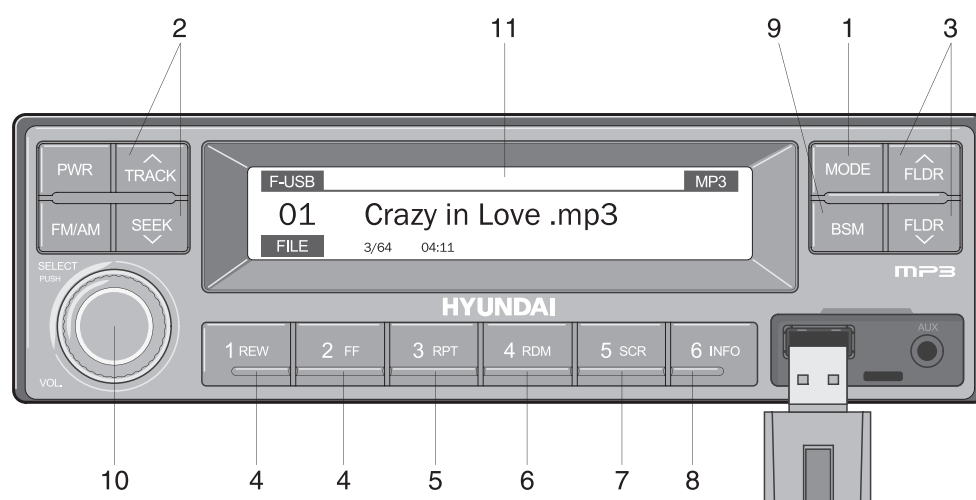 2 11 9 1 3
PWR TRACK MODE FLDR
F-USB MP3
01 Crazy in Love .mp3
FM/AM SEEK BSM FLDR
FILE 3/64 04:11
SELECT
PUSH
MP3
HYUNDAI
AUX
1 REW 2 FF 3 RPT 4 RDM 5 SCR 6 INFO
VOL.
10 4 4 5 6 7 8